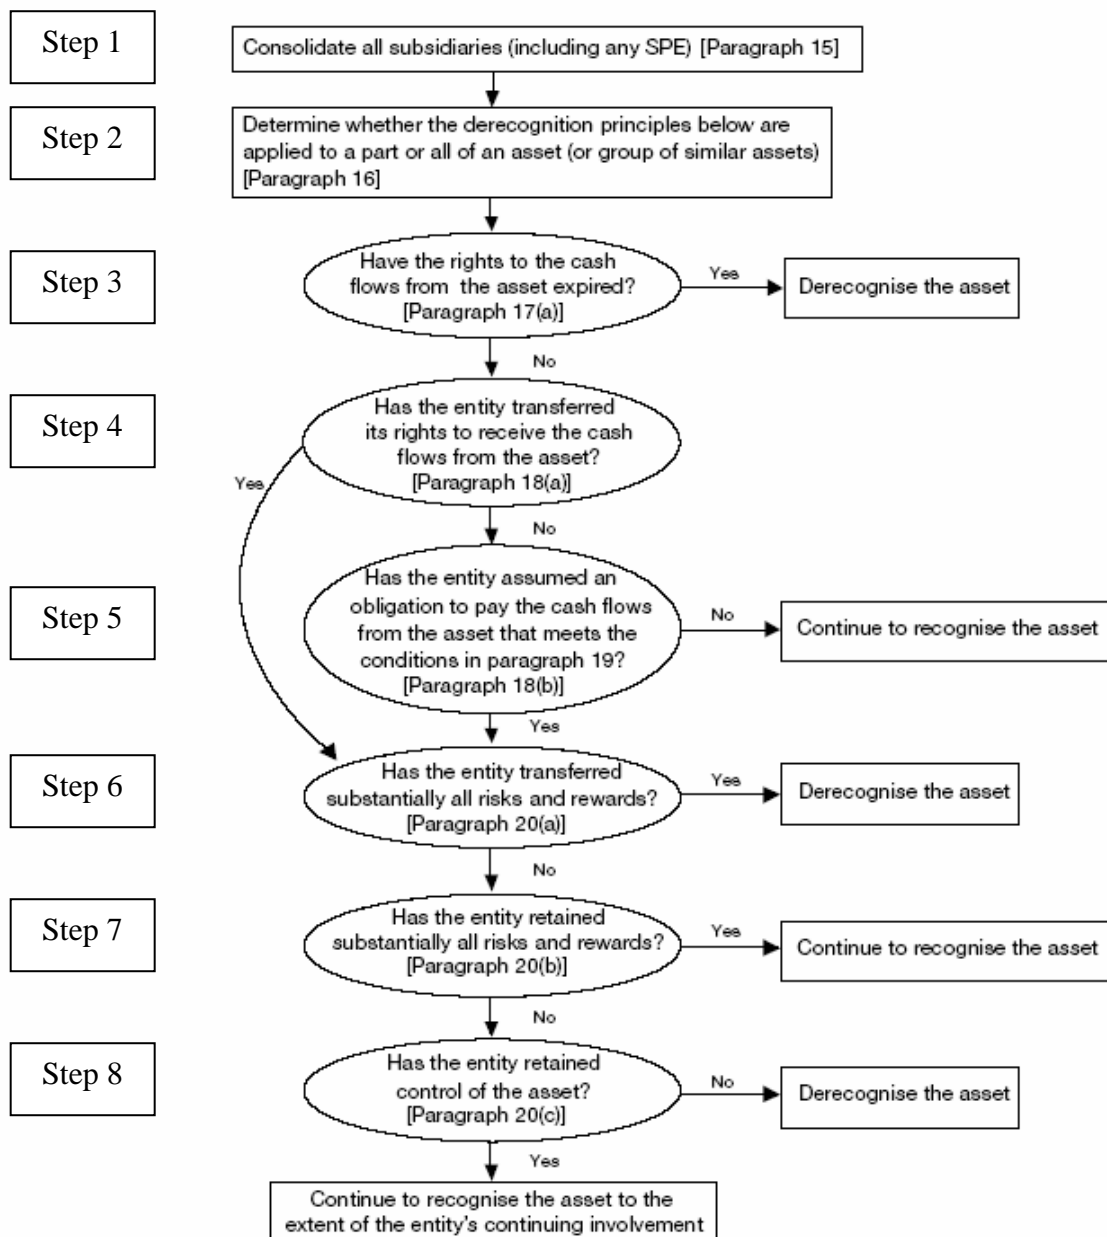 Step 1
Consolidate all subsidiaries (including any SPE) [Paragraph 15]
Step 2
Determine whether the derecognition principles below are
applied to a part or all of an asset (or group of similar assets)
[Paragraph 16]
Step 3
Have the rights to the cash
flows from the asset expired?
[Paragraph 17(a)]
Yes
Derecognise the asset
No
Step 4
Has the entity transferred
its rights to receive the cash
flows from the asset?
[Paragraph 18(a)]
Yes
No
Step 5
Has the entity assumed an
obligation to pay the cash flows
from the asset that meets the
conditions in paragraph 19?
[Paragraph 18(b)]
No
Continue to recognise the asset
Yes
Step 6
Has the entity transferred
substantially all risks and rewards?
[Paragraph 20(a)]
Yes
Derecognise the asset
No
Step 7
Has the entity retained
substantially all risks and rewards?
[Paragraph 20(b)]
Yes
Continue to recognise the asset
No
Step 8
Has the entity retained
control of the asset?
[Paragraph 20(c)]
No
Derecognise the asset
Yes
Continue to recognise the asset to the
extent of the entity's continuing involvement